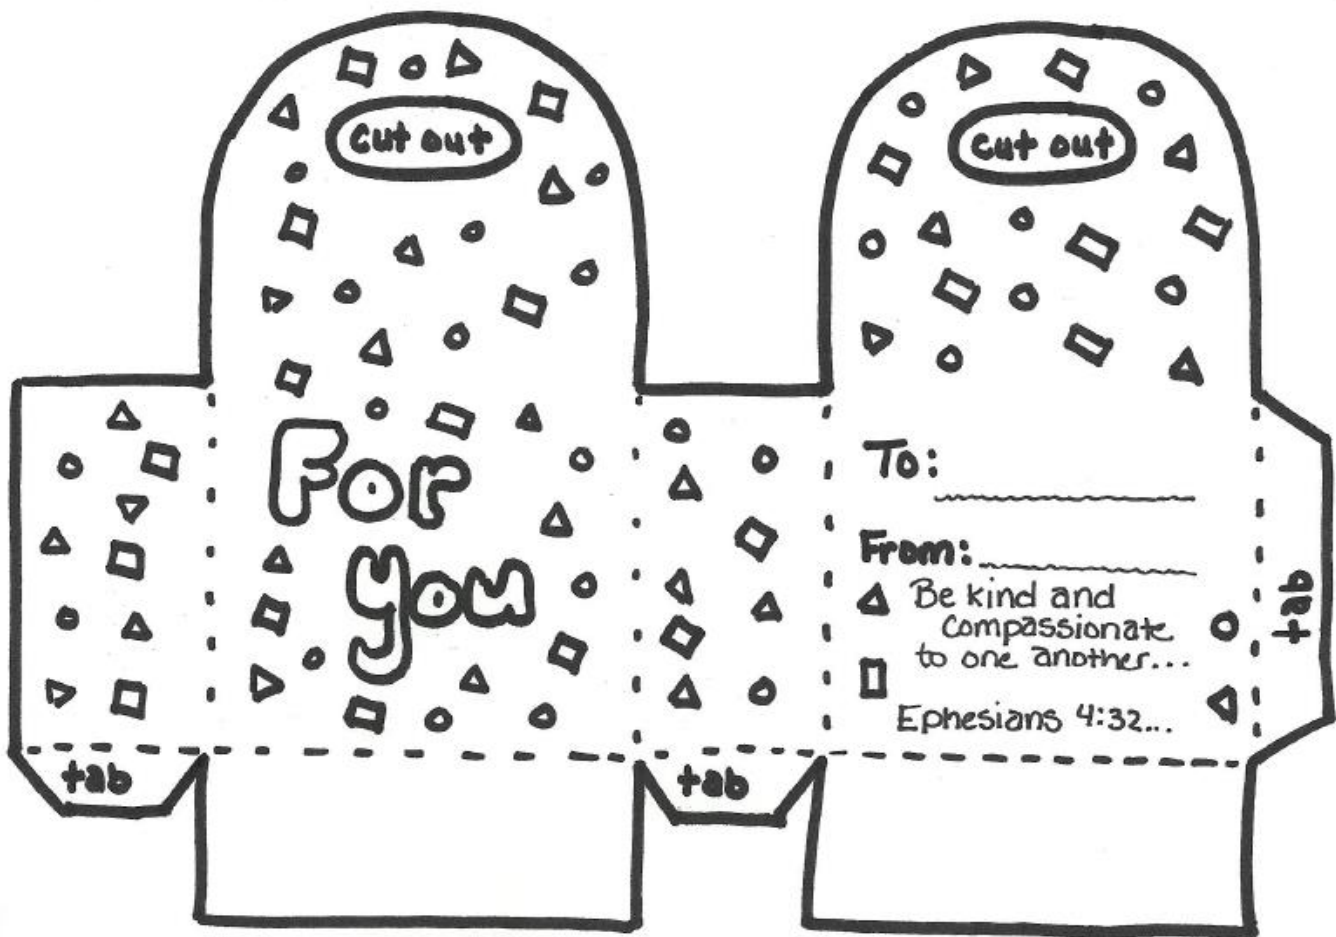 cut out
cut out
For
you
To:
From:
Be kind and
compassionate
to one another...
Ephesians 4:32...
tab
tab
tab